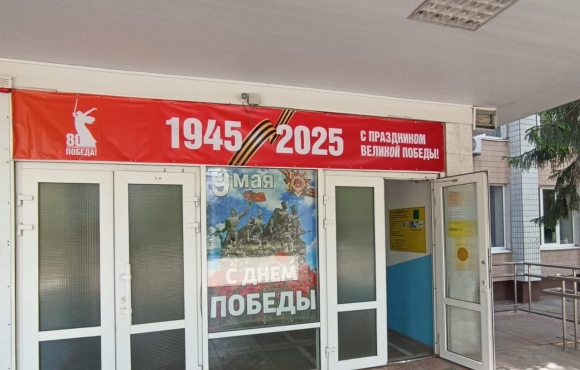 80
ПОБЕДА!
1945 2025
С ПРАЗДНИКОМ
ВЕЛИКОЙ ПОБЕДЫ!
9 мая
С ДНЕМ
ПОБЕДЫ